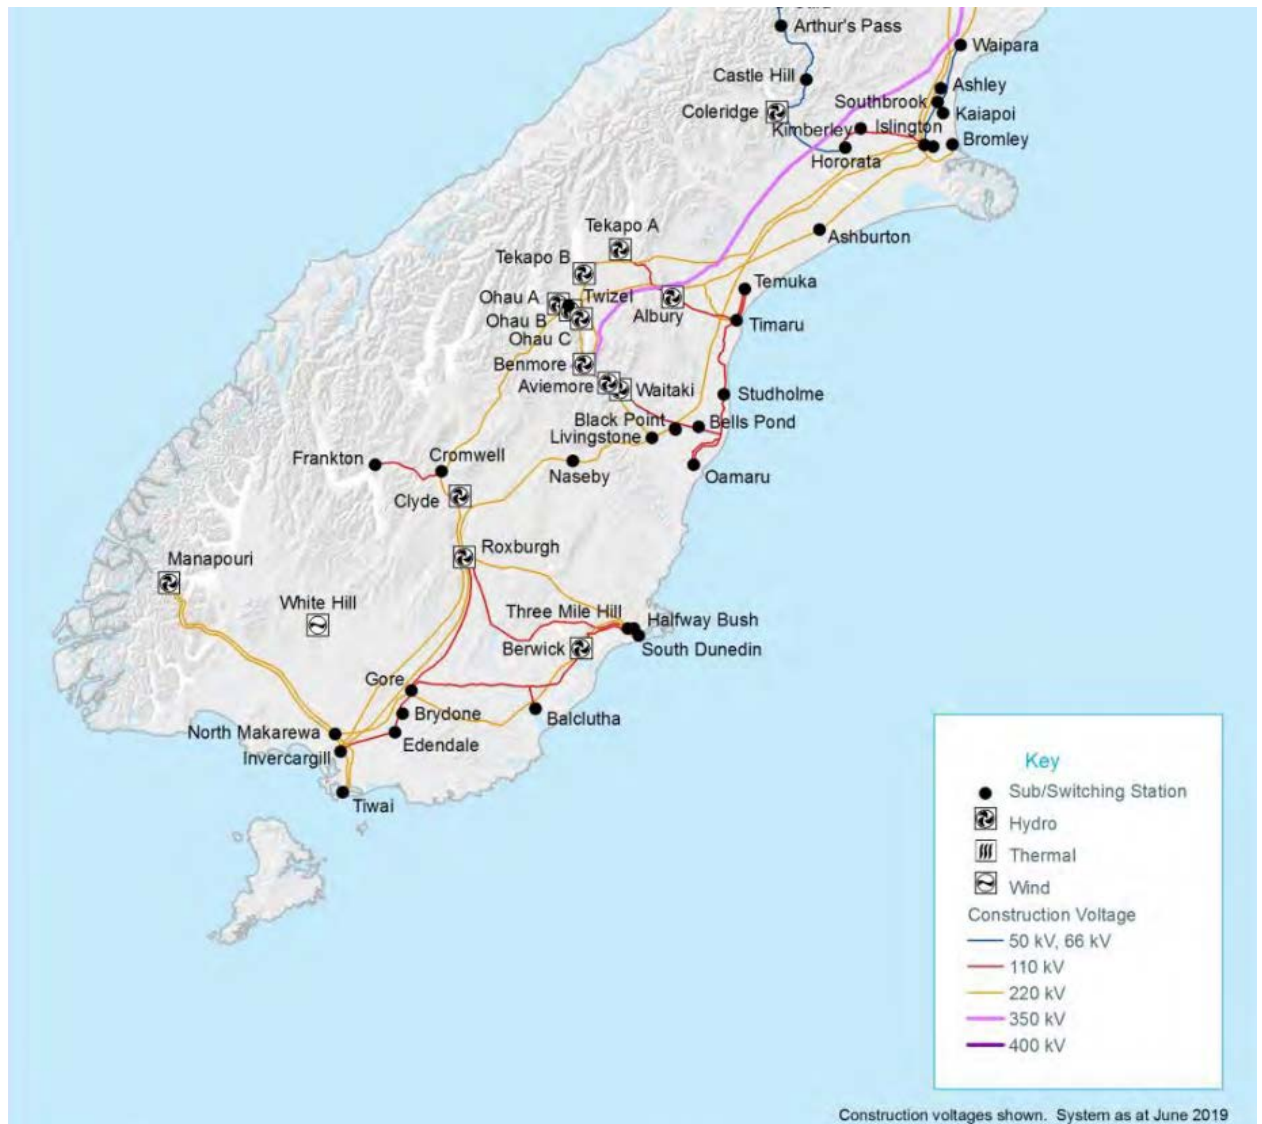 Arthur's Pass
Waipara
Castle Hill
Ashley
Southbrook
Coleridge
Kaiapoi
Kimberley
Islington
Bromley
Hororata
Tekapo A
Ashburton
Tekapo B
Temuka
Ohau A
Twizel
Albury
Ohau B
Timaru
Ohau C
Benmore
Aviemore
Waitaki
Studholme
Black Point
Bells Pond
Livingstone
Frankton
Cromwell
Naseby
Oamaru
Clyde
Roxburgh
Manapouri
White Hill
Three Mile Hill
Halfway Bush
Berwick
South Dunedin
Gore
Brydone
Balclutha
North Makarewa
Edendale
Invercargill
Tiwai
Key
Sub/Switching Station
Hydro
Thermal
Wind
Construction Voltage
50 kV, 66 kV
110 kV
220 kV
350 kV
400 kV
Construction voltages shown. System as at June 2019